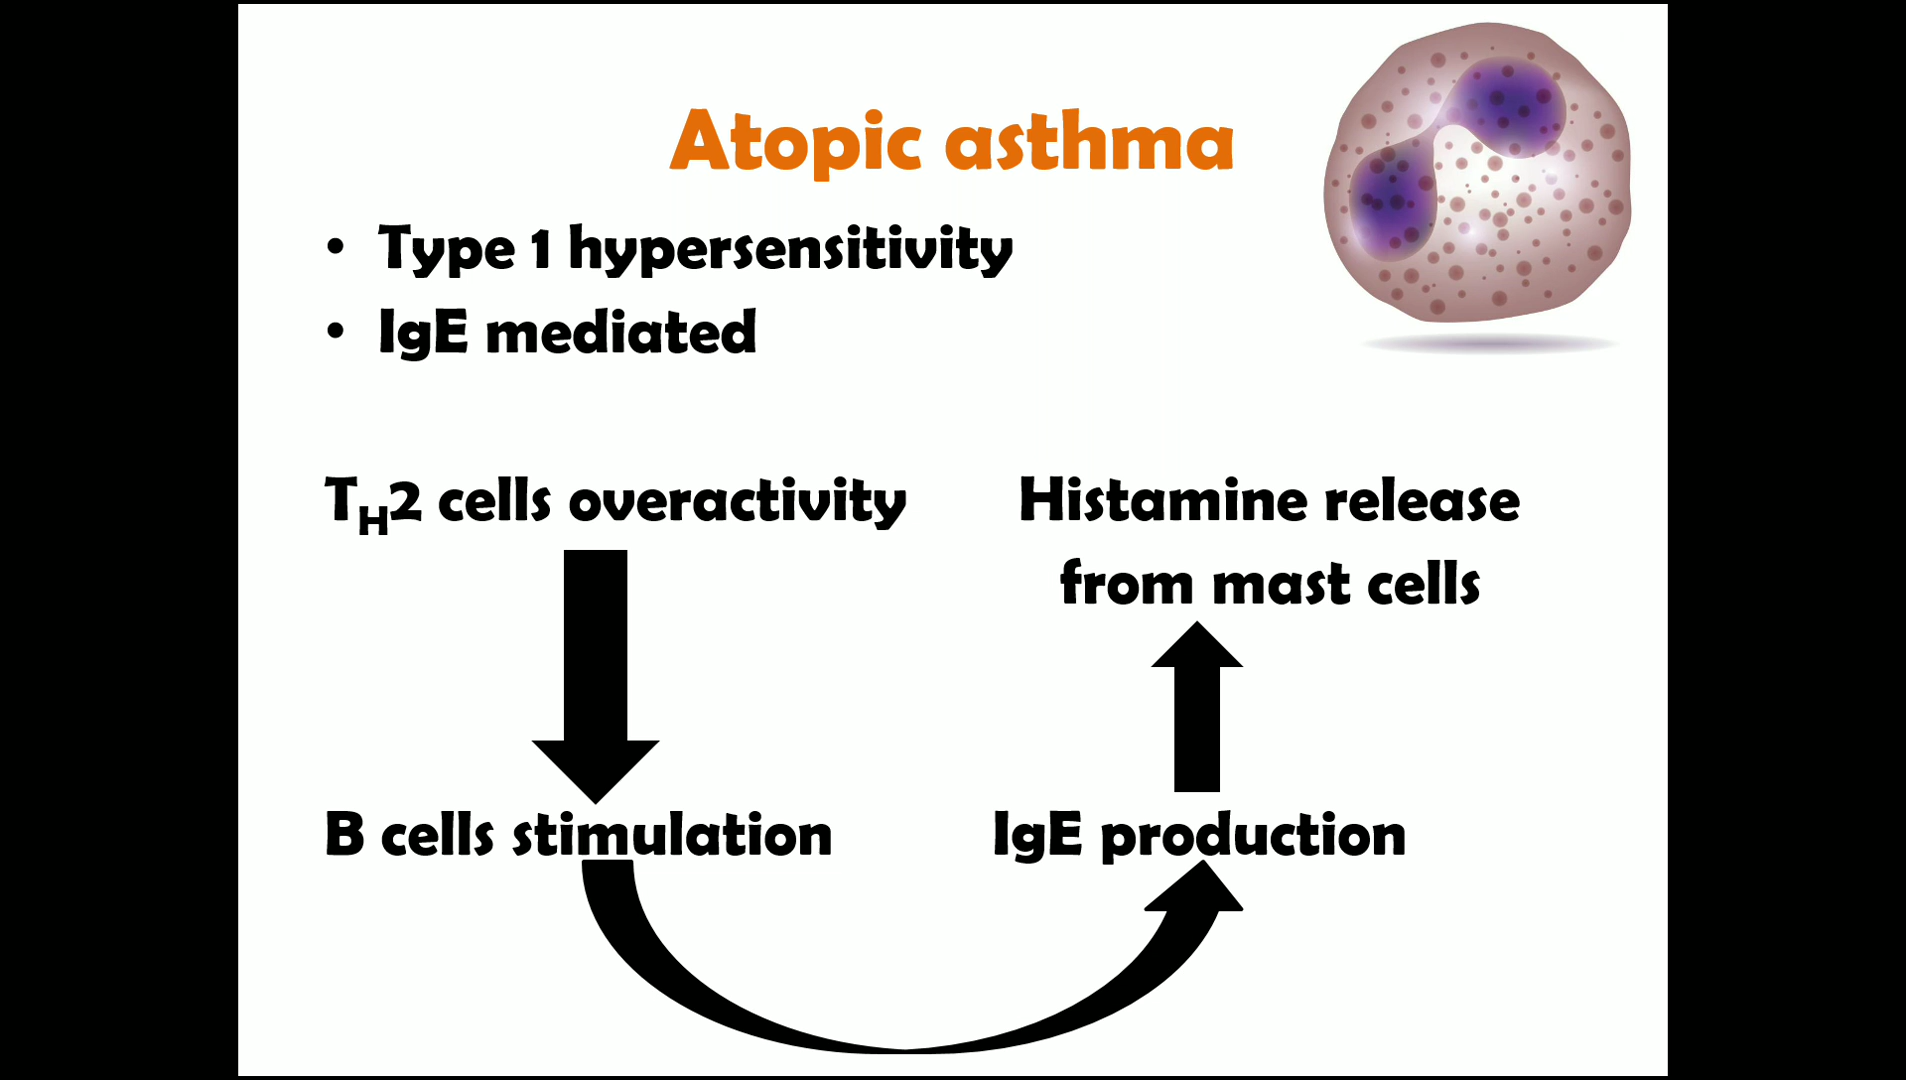 Atopic asthma
• Type 1 hypersensitivity
• IgE mediated
TH2 cells overactivity
Histamine release
from mast cells
B cells stimulation
IgE production